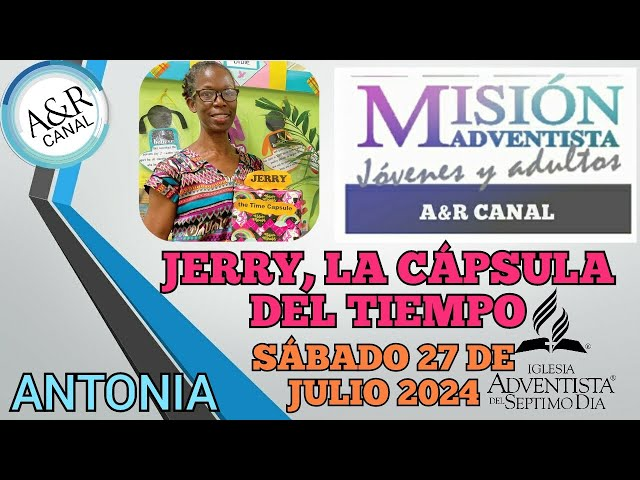 A&R
CANAL
believe
JERRY
the Time Capsule
MISIÓN
ADVENTISTA
Jóvenes y adultos
A&R CANAL
JERRY, LA CÁPSULA
DEL TIEMPO
SÁBADO 27 DE
JULIO 2024
ANTONIA
IGLESIA
ADVENTISTA®
DEL SÉPTIMO DÍA